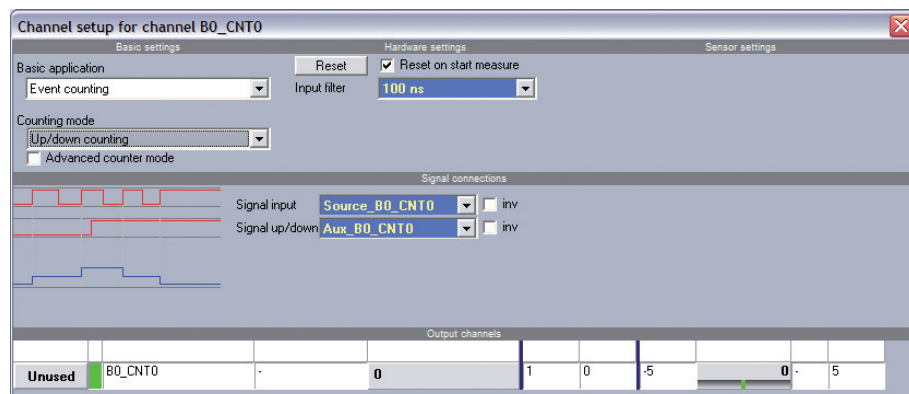 Channel setup for channel B0_CNT0
Basic settings Hardware settings Sensor settings
Basic application
Event counting
Reset Reset on start measure
Input filter 100 ns
Counting mode
Up/down counting
Advanced counter mode
Signal connections
Signal input Source_B0_CNT0 inv
Signal up/down Aux_B0_CNT0 inv
Output channels
Unused B0_CNT0 - 0 1 0 -5 0 - 5